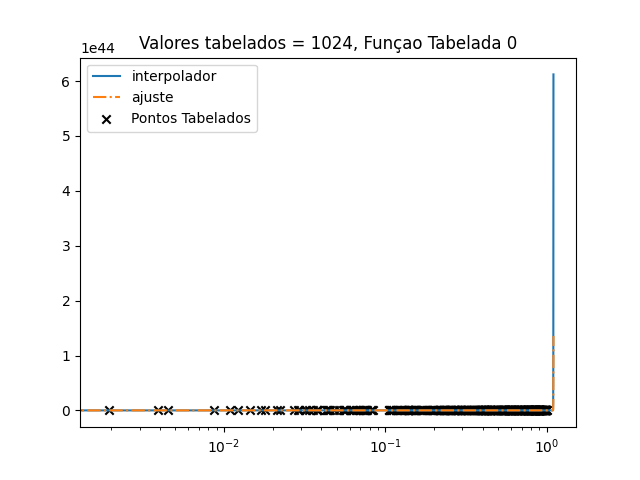 Valores tabelados = 1024, Funçao Tabelada 0
1e44
interpolador
ajuste
Pontos Tabelados
6
5
4
3
2
1
0
10⁻²
10⁻¹
10⁰